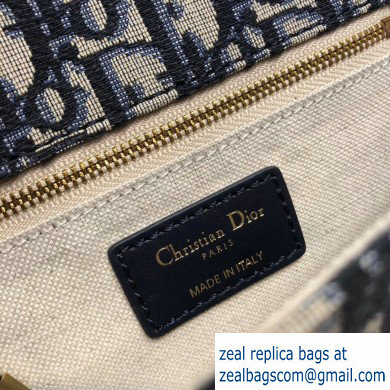 Christian Dior
PARIS
MADE IN ITALY
zeal replica bags at
zealbagscom@gmail.com